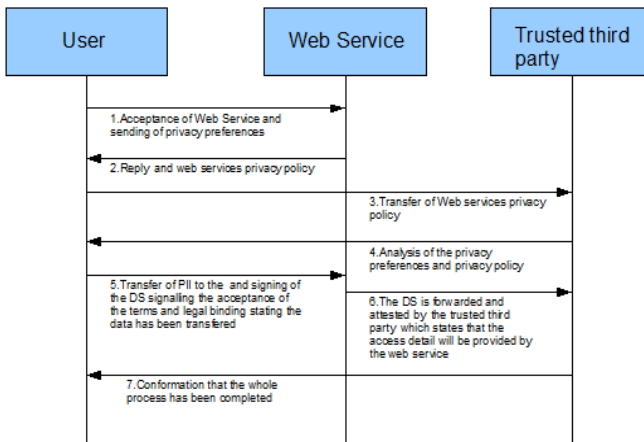 User
Web Service
Trusted third
party
1.Acceptance of Web Service and
sending of privacy preferences
2.Reply and web services privacy policy
3.Transfer of Web services privacy
policy
4.Analysis of the privacy
preferences and privacy policy
5.Transfer of PII to the and signing of
the DS signalling the acceptance of
the terms and legal binding stating the
data has been transfered
6.The DS is forwarded and
attested by the trusted third
party which states that the
access detail will be provided by
the web service
7.Conformation that the whole
process has been completed